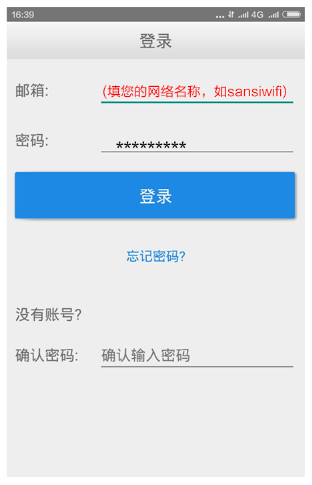 16:39 ... 4G
登录
邮箱: (填您的网络名称，如sansiwifi)
密码: *********
登录
忘记密码?
没有账号?
确认密码: 确认输入密码